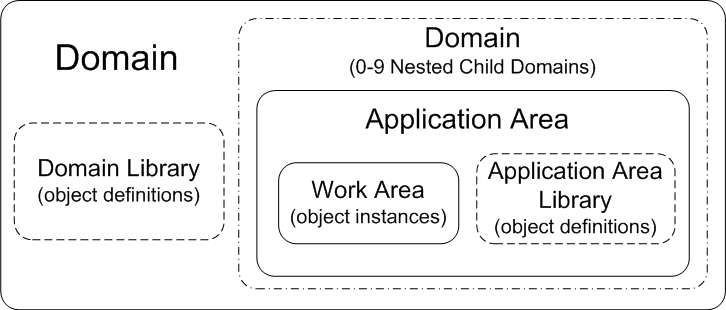 Domain
Domain
(0-9 Nested Child Domains)
Application Area
Domain Library
(object definitions)
Work Area
(object instances)
Application Area
Library
(object definitions)